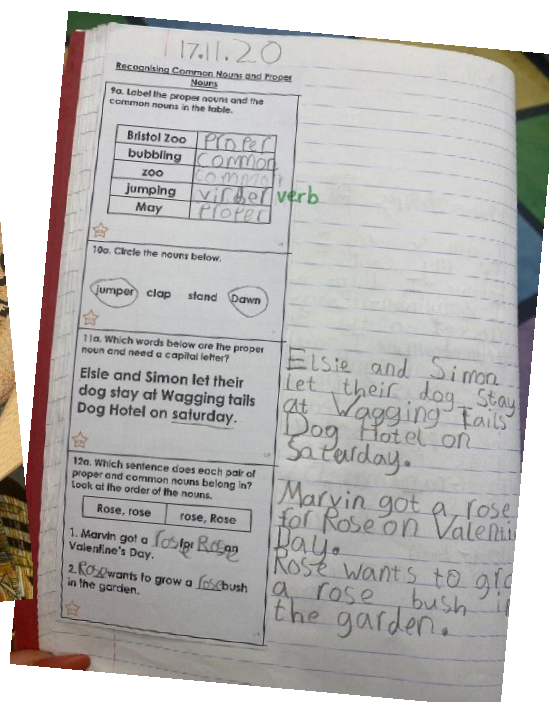 17.11.20
Recognising Common Nouns and Proper
Nouns
9a. Label the proper nouns and the
common nouns in the table.
Bristol Zoo proper
bubbling common
zoo common
jumping virber verb
May proper
10a. Circle the nouns below.
jumper clap stand Dawn
11a. Which words below are the proper
noun and need a capital letter?
Elsie and Simon let their
dog stay at Wagging tails
Dog Hotel on saturday.
Elsie and Simon
let their dog stay
at Wagging tails
Dog Hotel on
Saturday.
12a. Which sentence does each pair of
proper and common nouns belong in?
Look at the order of the nouns.
Rose, rose rose, Rose
1. Marvin got a rose for Rose on
Valentine's Day.
2. Rose wants to grow a rose bush
in the garden.
Marvin got a rose
for Rose on Valenti
Day.
Rose wants to gro
a rose bush in
the garden.